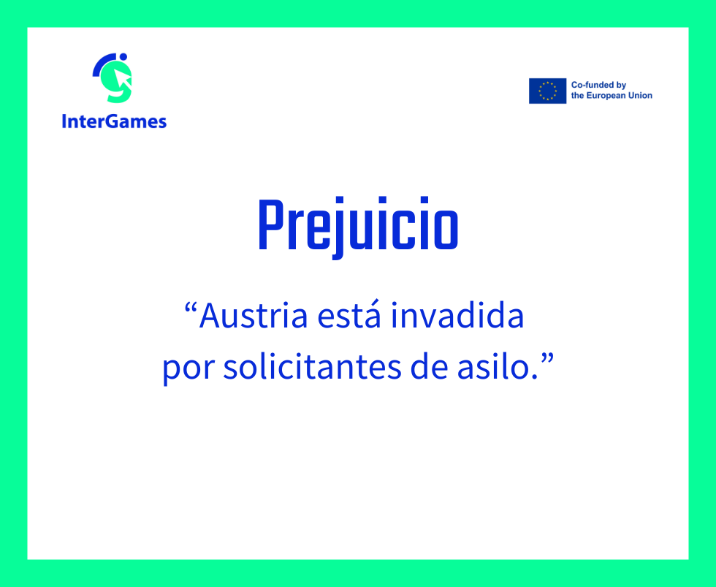 InterGames
Co-funded by
the European Union
Prejuicio
“Austria está invadida
por solicitantes de asilo.”